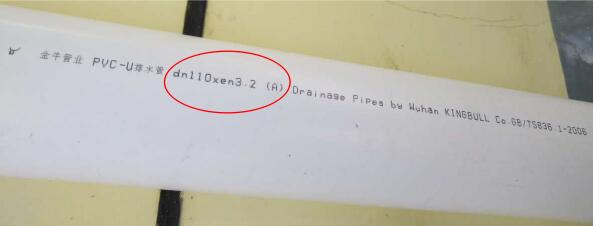 金牛管业 PVC-U排水管 dn110xen3.2 (A) Drainage Pipes by Wuhan KINGBULL Co.GB/T5836.1-2006